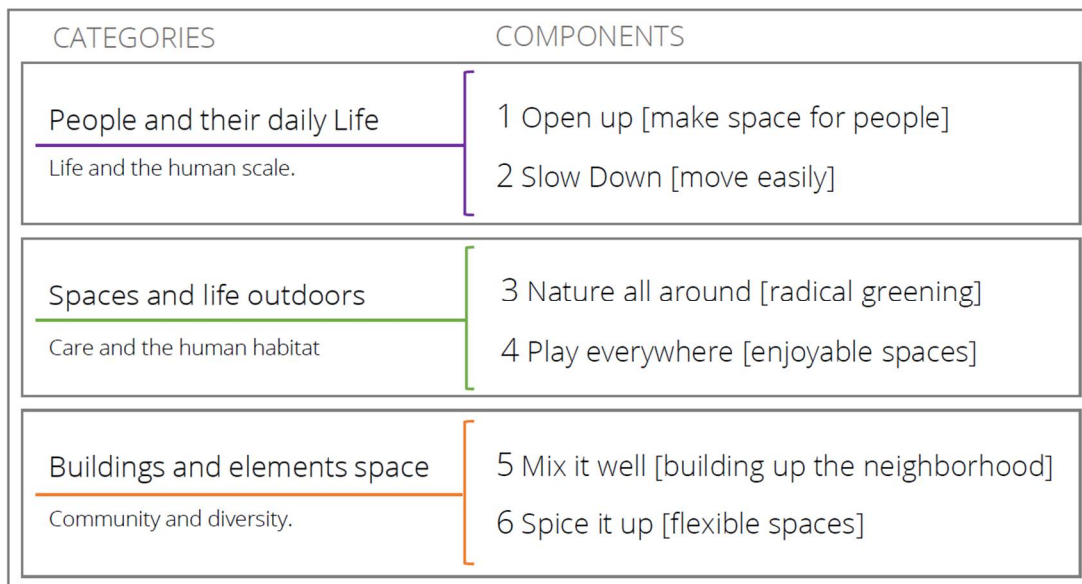 CATEGORIES
COMPONENTS
People and their daily Life
Life and the human scale.
1 Open up [make space for people]
2 Slow Down [move easily]
Spaces and life outdoors
Care and the human habitat
3 Nature all around [radical greening]
4 Play everywhere [enjoyable spaces]
Buildings and elements space
Community and diversity.
5 Mix it well [building up the neighborhood]
6 Spice it up [flexible spaces]